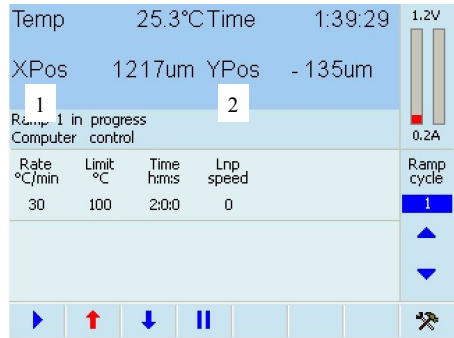 Temp 25.3°C Time 1:39:29 1.2V
XPos 1217um YPos - 135um
1 2
Ramp 1 in progress
Computer control 0.2A
Rate Limit Time Lnp Ramp
°C/min °C h:m:s speed cycle
30 100 2:0:0 0 1